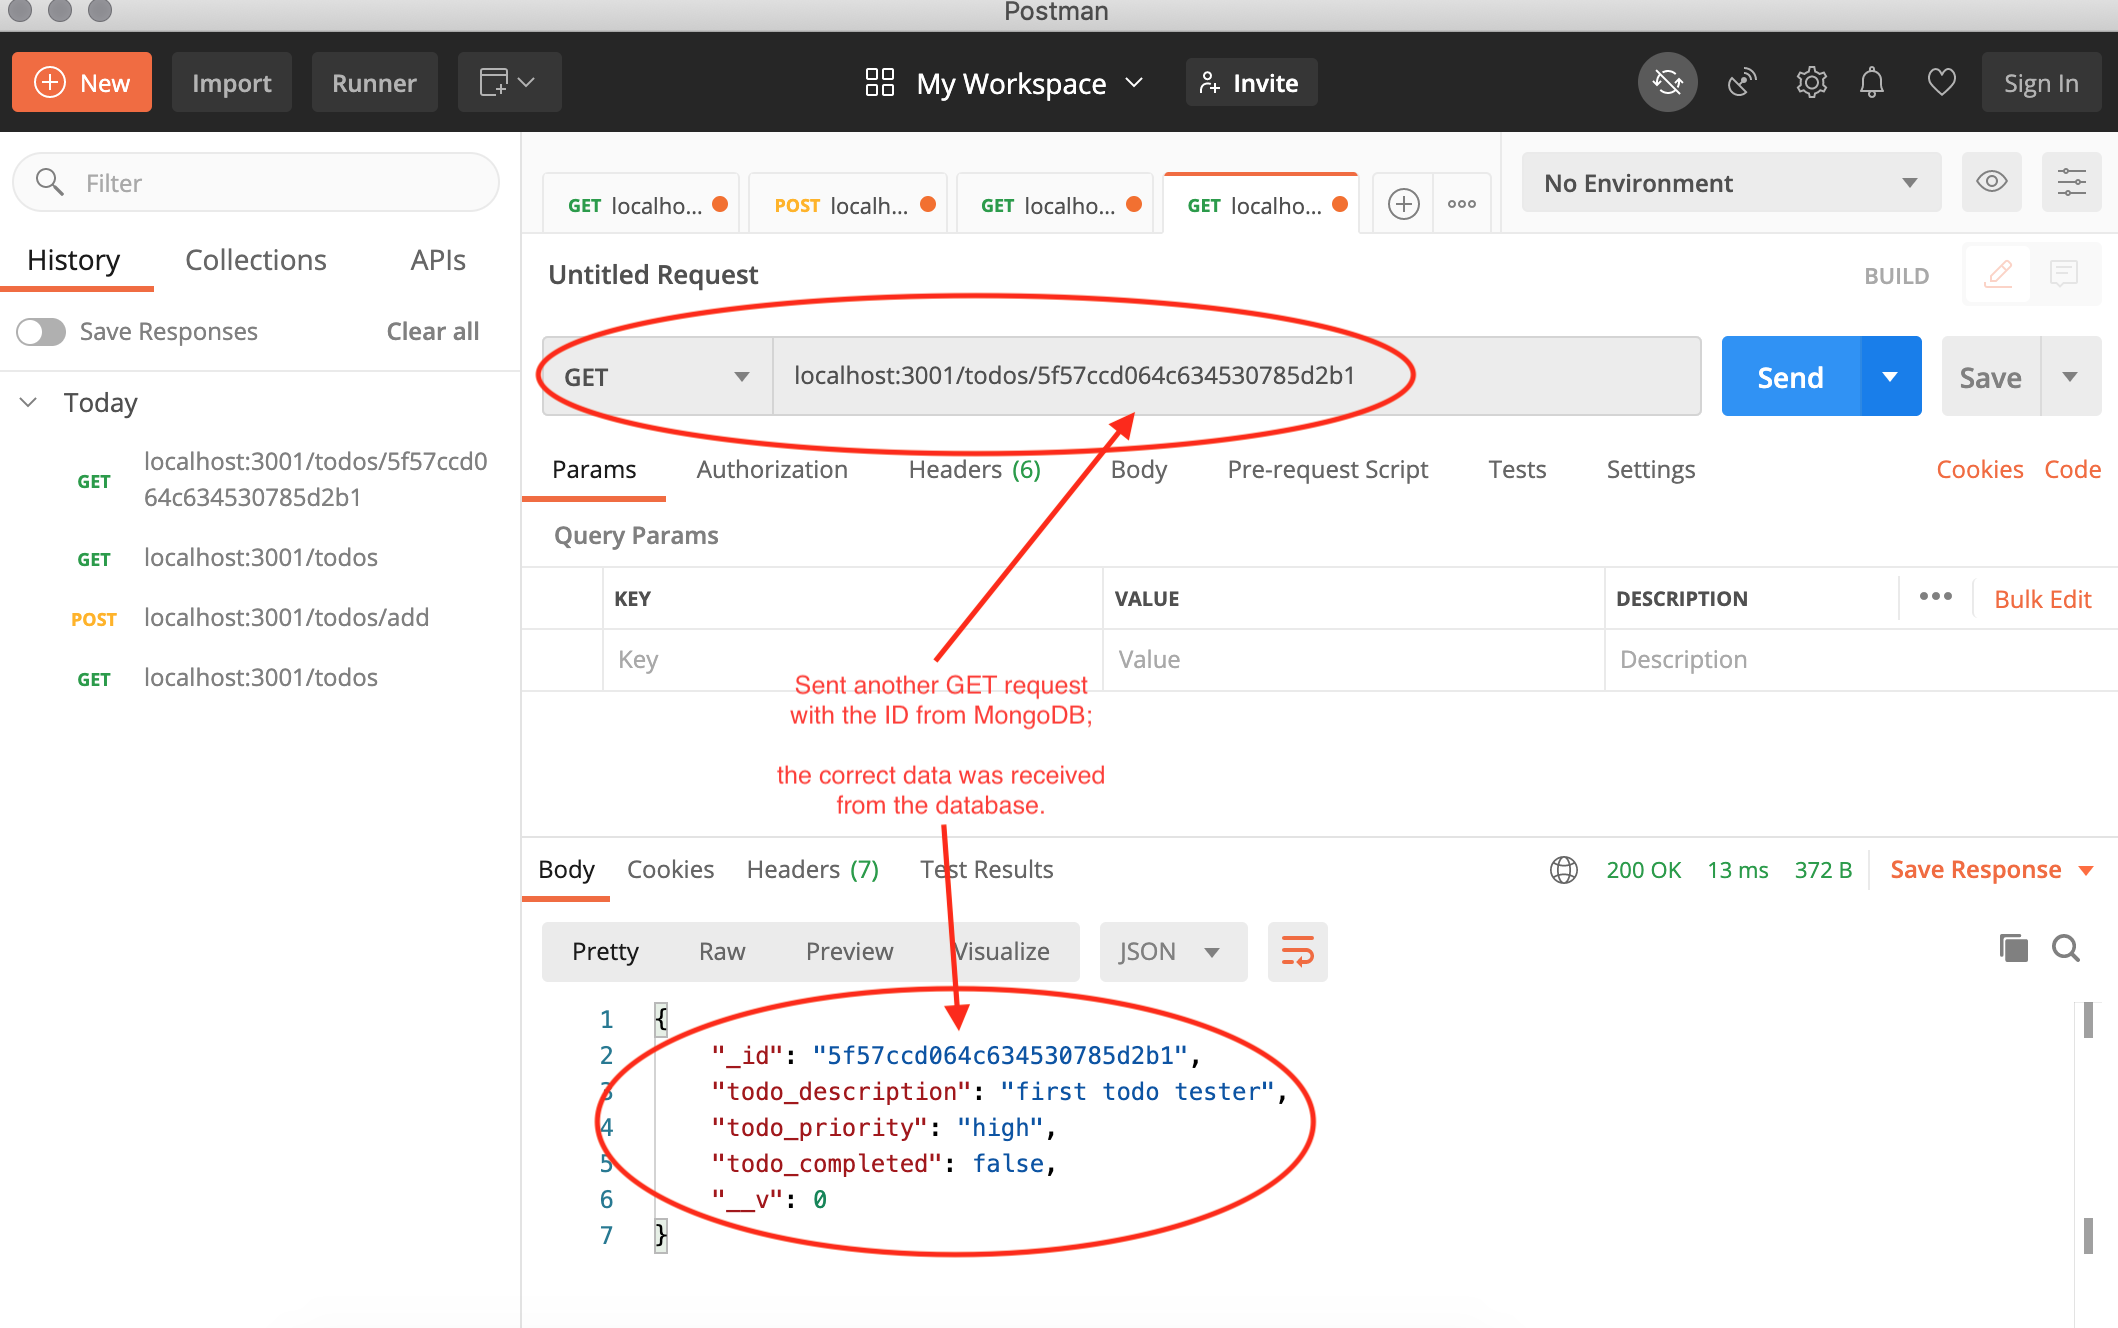 Postman
New
Import
Runner
My Workspace
Invite
Sign In
Filter
History
Collections
APIs
Save Responses
Clear all
Today
GET localhost:3001/todos/5f57ccd0
64c634530785d2b1
GET localhost:3001/todos
POST localhost:3001/todos/add
GET localhost:3001/todos
GET localho...
POST localh...
GET localho...
GET localho...
No Environment
Untitled Request
BUILD
GET
localhost:3001/todos/5f57ccd064c634530785d2b1
Send
Save
Params
Authorization
Headers (6)
Body
Pre-request Script
Tests
Settings
Cookies
Code
Query Params
KEY
VALUE
DESCRIPTION
Bulk Edit
Key
Value
Description
Sent another GET request
with the ID from MongoDB;
the correct data was received
from the database.
Body
Cookies
Headers (7)
Test Results
200 OK
13 ms
372 B
Save Response
Pretty
Raw
Preview
Visualize
JSON
1 {
2 "_id": "5f57ccd064c634530785d2b1",
3 "todo_description": "first todo tester",
4 "todo_priority": "high",
5 "todo_completed": false,
6 "__v": 0
7 }